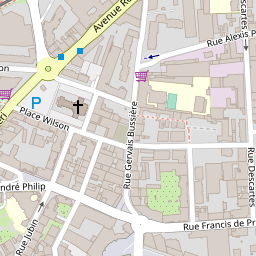 Avenue R
Descartes
Rue Alexis P
on
P
Place Wilson
Rue Gervais Bussière
Rue Descartes
ndré Philip
Rue Jubin
Rue Francis de Pr